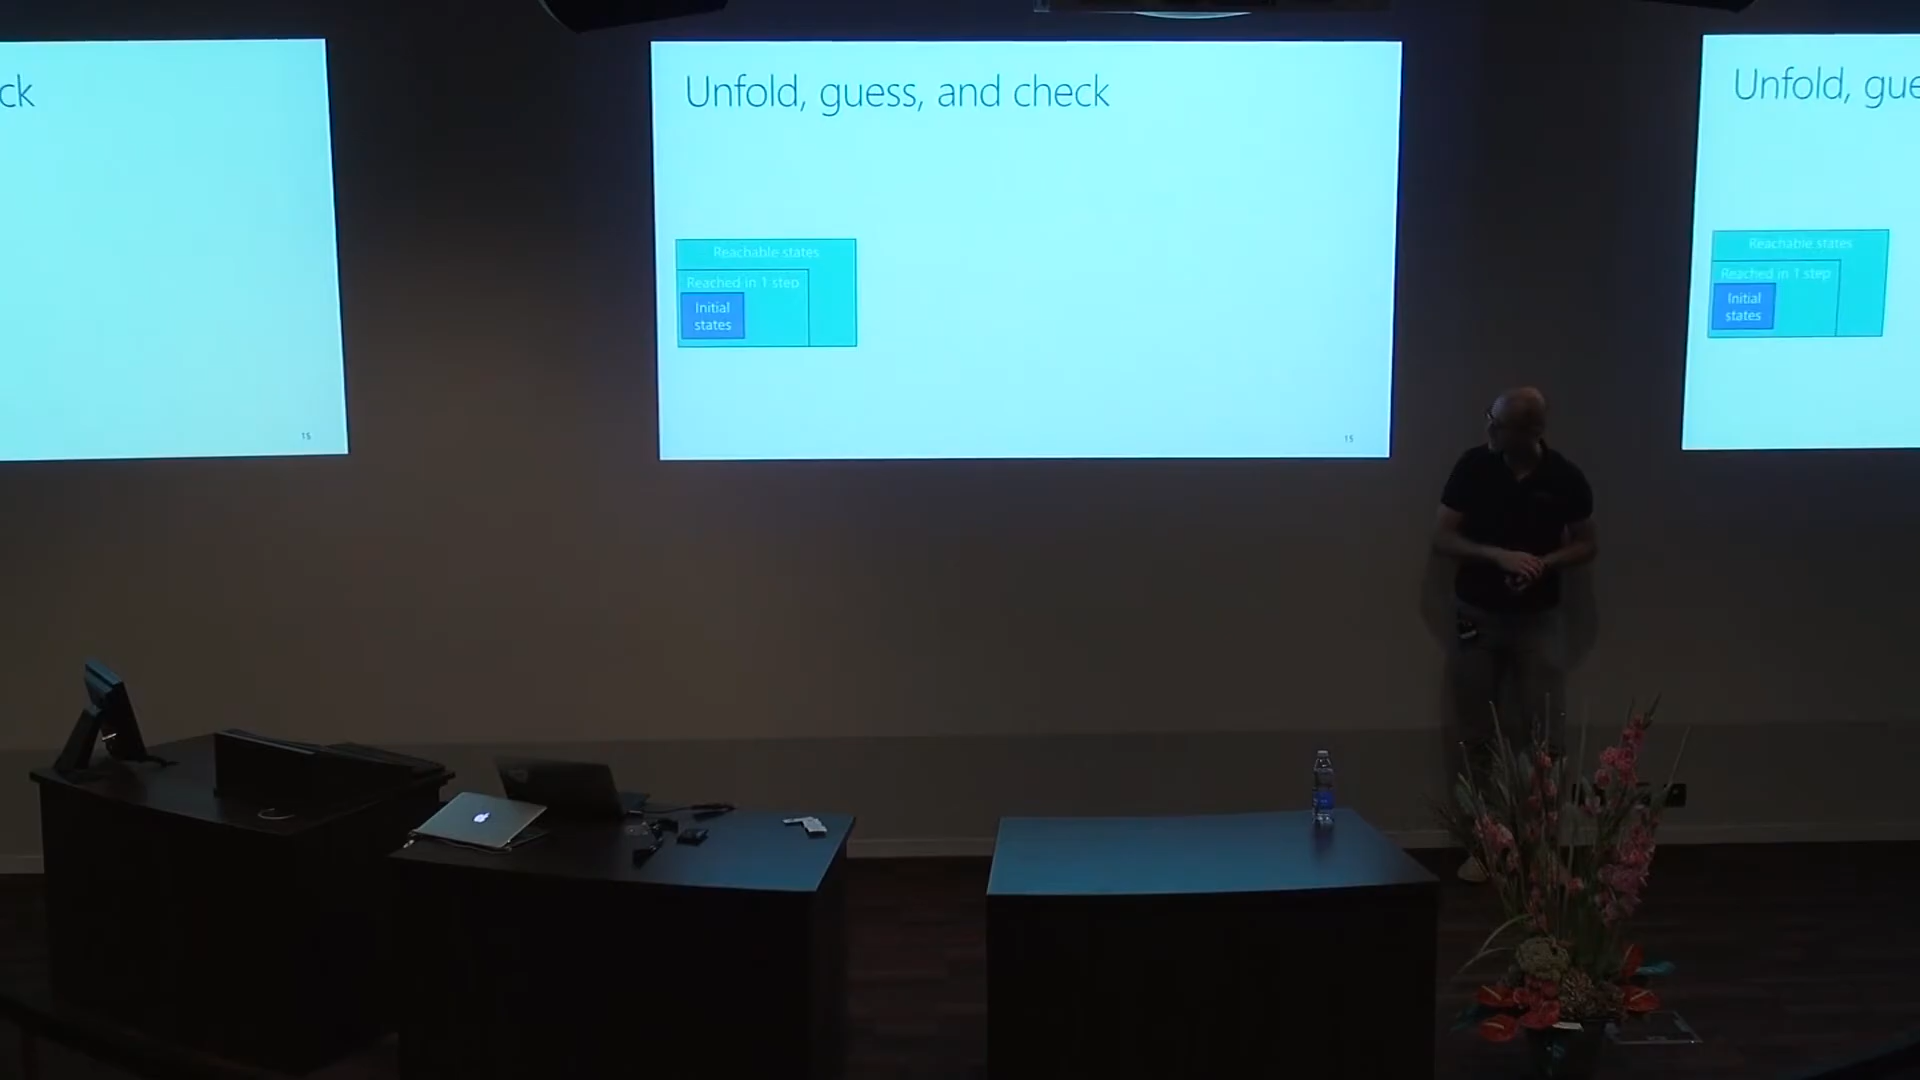 ck
15
Unfold, guess, and check
Reachable states
Reached in 1 step
Initial
states
15
Unfold, gue
Reachable states
Reached in 1 step
Initial
states